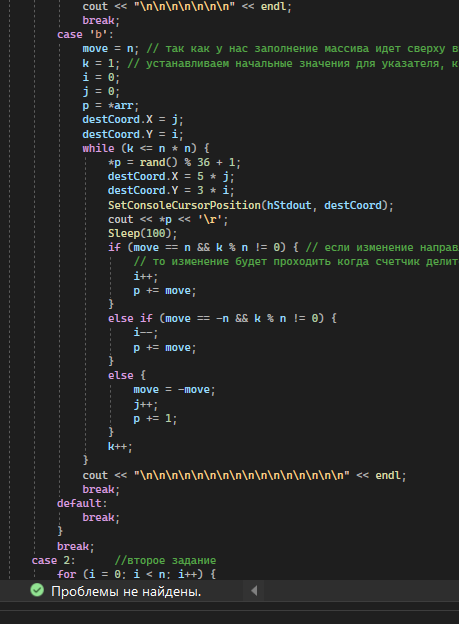 cout << "\n\n\n\n\n\n\n" << endl;
break;
case 'b':
move = n; // так как у нас заполнение массива идет сверху в
k = 1; // устанавливаем начальные значения для указателя, к
i = 0;
j = 0;
p = *arr;
destCoord.X = j;
destCoord.Y = i;
while (k <= n * n) {
*p = rand() % 36 + 1;
destCoord.X = 5 * j;
destCoord.Y = 3 * i;
SetConsoleCursorPosition(hStdout, destCoord);
cout << *p << '\r';
Sleep(100);
if (move == n && k % n != 0) { // если изменение направ
// то изменение будет проходить когда счетчик делит
i++;
p += move;
}
else if (move == -n && k % n != 0) {
i--;
p += move;
}
else {
move = -move;
j++;
p += 1;
}
k++;
}
cout << "\n\n\n\n\n\n\n\n\n\n\n\n\n\n\n\n" << endl;
break;
default:
break;
}
break;
case 2: //второе задание
for (i = 0; i < n; i++) {
Проблемы не найдены.